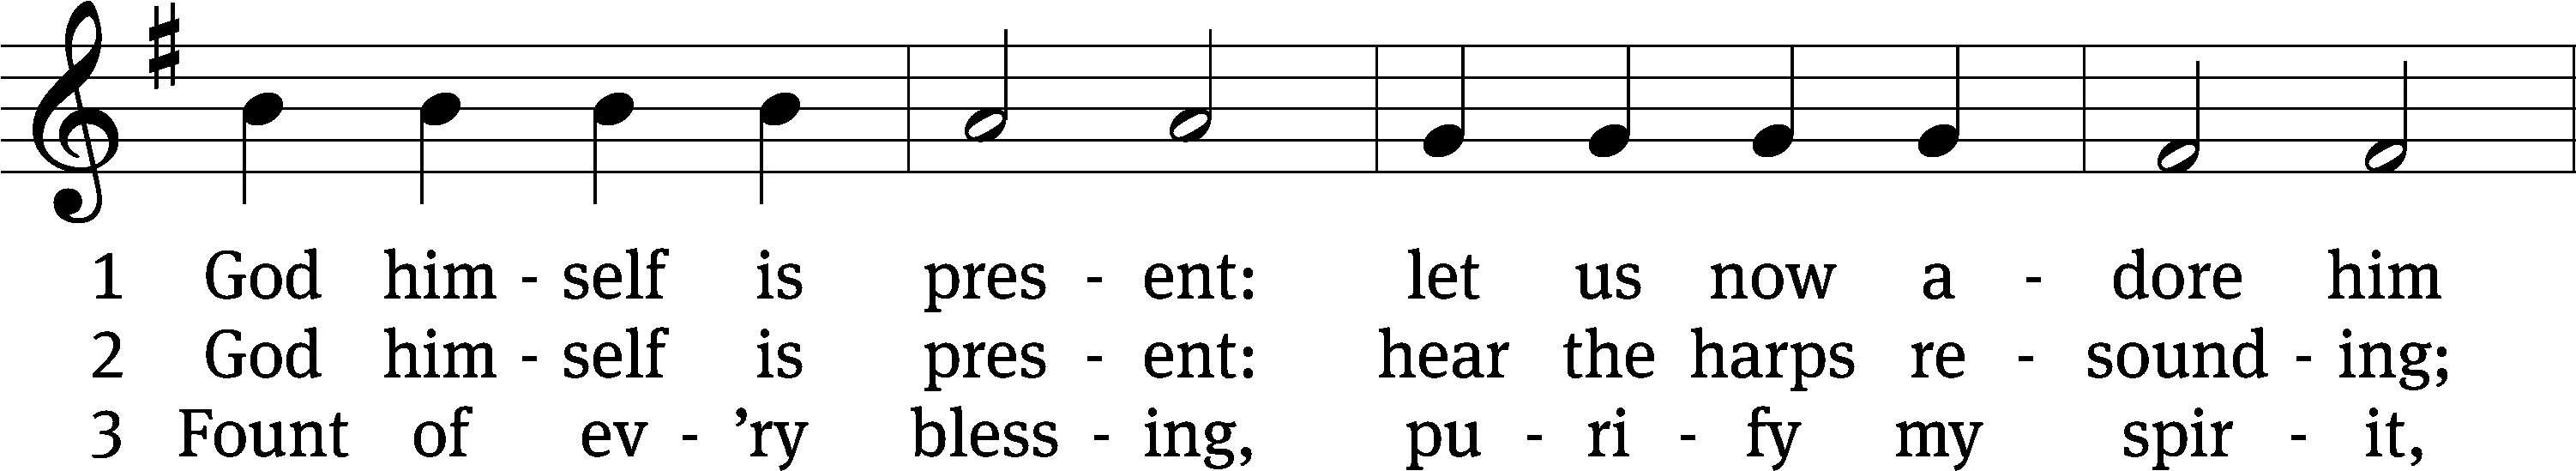 1 God him - self is pres - ent: let us now a - dore him
2 God him - self is pres - ent: hear the harps re - sound - ing;
3 Fount of ev - ’ry bless - ing, pu - ri - fy my spir - it,